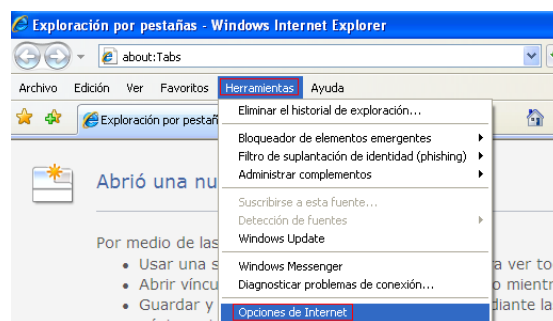 Exploración por pestañas - Windows Internet Explorer
about:Tabs
Archivo Edición Ver Favoritos Herramientas Ayuda
Exploración por pestañ
Eliminar el historial de exploración...
Bloqueador de elementos emergentes
Filtro de suplantación de identidad (phishing)
Administrar complementos
Suscribirse a esta fuente...
Detección de fuentes
Windows Update
Windows Messenger
Diagnosticar problemas de conexión...
Opciones de Internet
Abrió una nu
Por medio de las
Usar una s
a ver to
Abrir víncu
o mientr
Guardar y
diante la